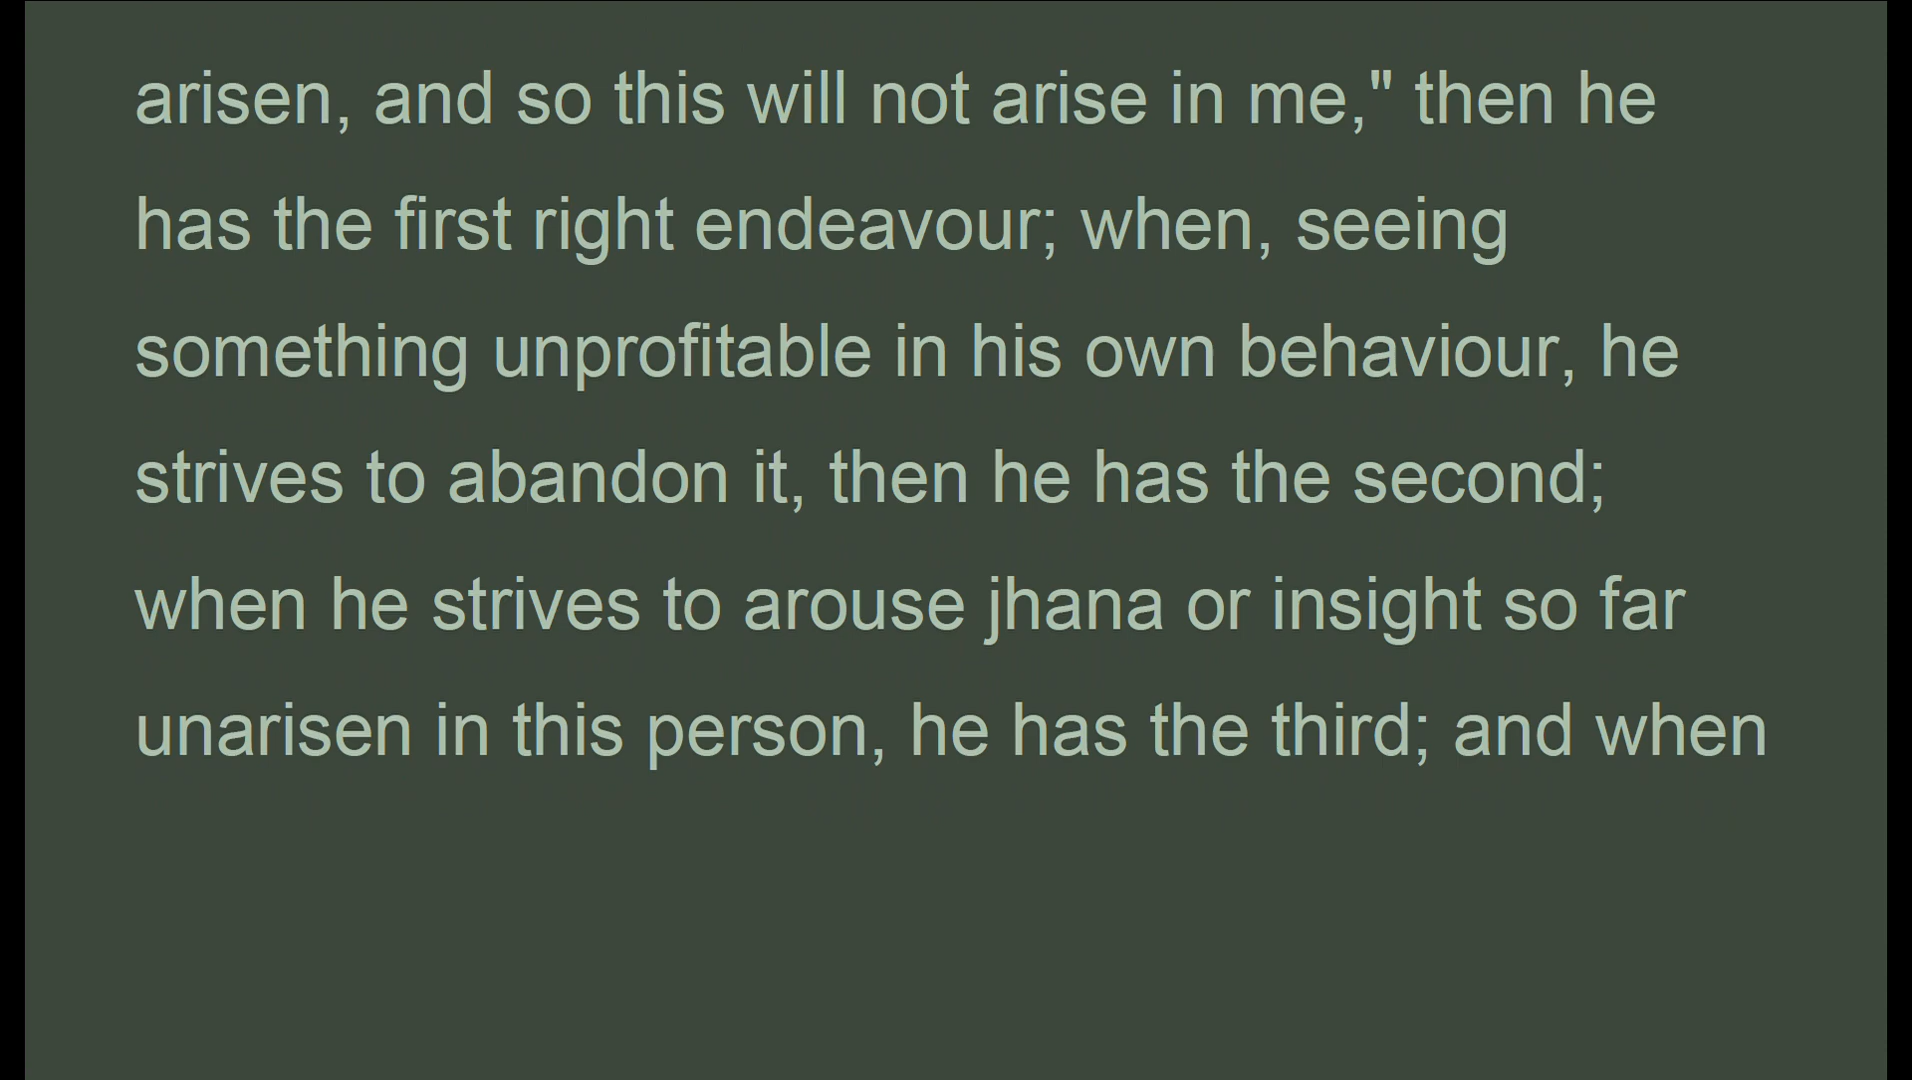 arisen, and so this will not arise in me," then he
has the first right endeavour; when, seeing
something unprofitable in his own behaviour, he
strives to abandon it, then he has the second;
when he strives to arouse jhana or insight so far
unarisen in this person, he has the third; and when